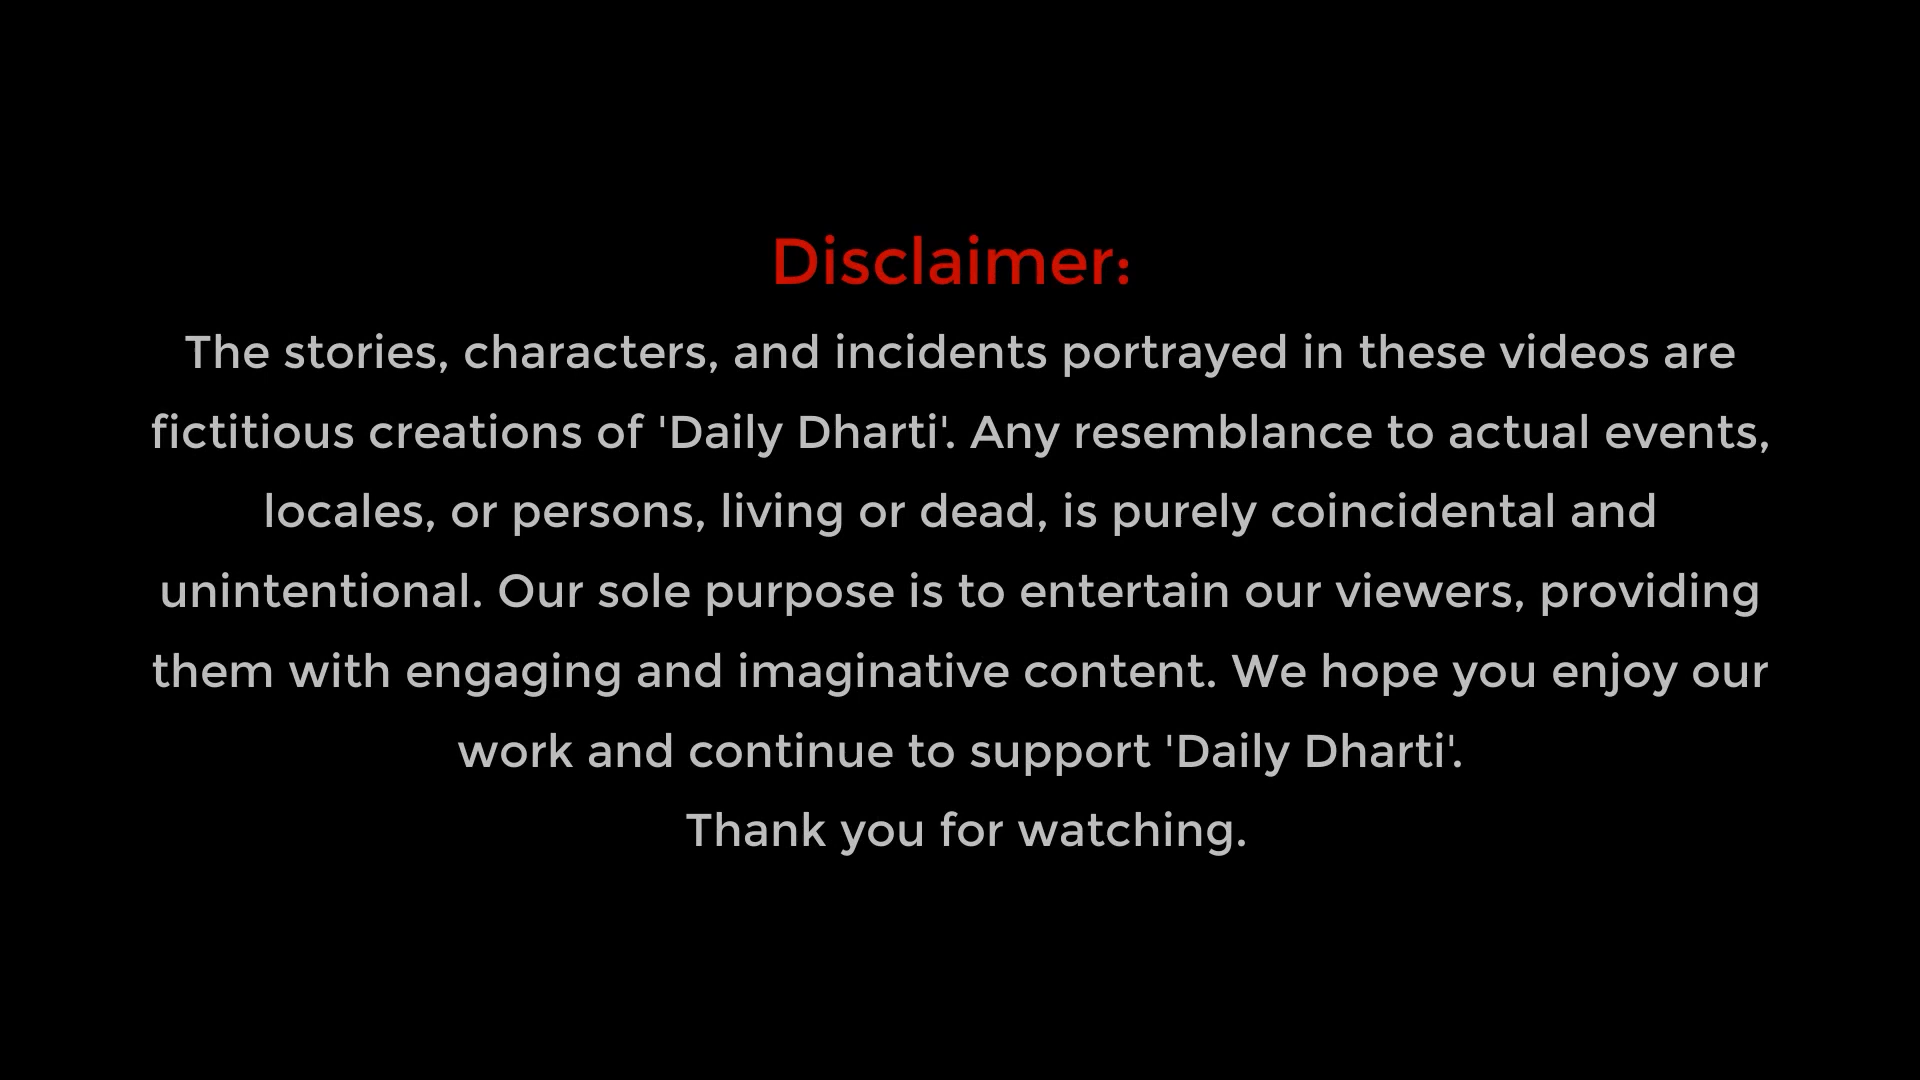 Disclaimer:
The stories, characters, and incidents portrayed in these videos are
fictitious creations of 'Daily Dharti'. Any resemblance to actual events,
locales, or persons, living or dead, is purely coincidental and
unintentional. Our sole purpose is to entertain our viewers, providing
them with engaging and imaginative content. We hope you enjoy our
work and continue to support 'Daily Dharti'.
Thank you for watching.